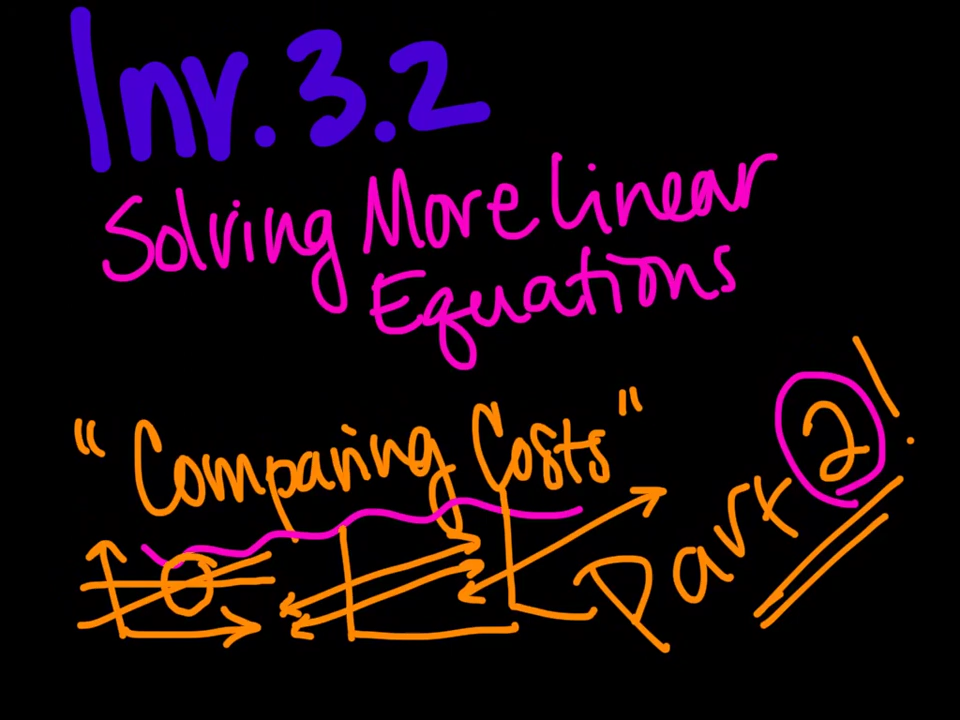 Inv. 3.2
Solving More Linear
Equations
"Comparing Costs"
Part 2!